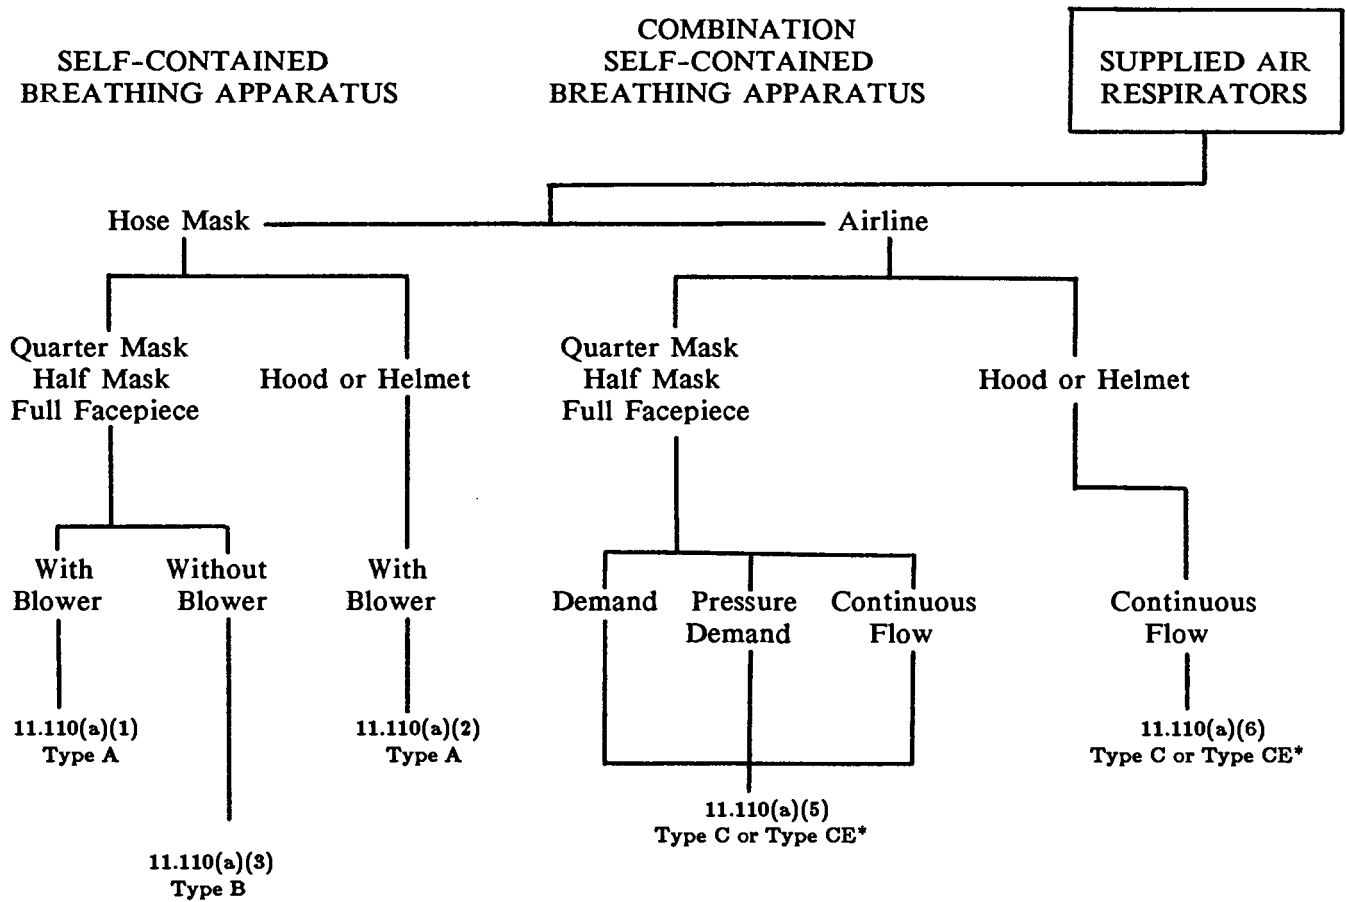 SELF-CONTAINED
BREATHING APPARATUS
COMBINATION
SELF-CONTAINED
BREATHING APPARATUS
SUPPLIED AIR
RESPIRATORS
Hose Mask
Airline
Quarter Mask
Half Mask
Full Facepiece
Hood or Helmet
Quarter Mask
Half Mask
Full Facepiece
Hood or Helmet
With
Blower
Without
Blower
With
Blower
Demand
Pressure
Demand
Continuous
Flow
Continuous
Flow
11.110(a)(1)
Type A
11.110(a)(2)
Type A
11.110(a)(6)
Type C or Type CE*
11.110(a)(5)
Type C or Type CE*
11.110(a)(3)
Type B